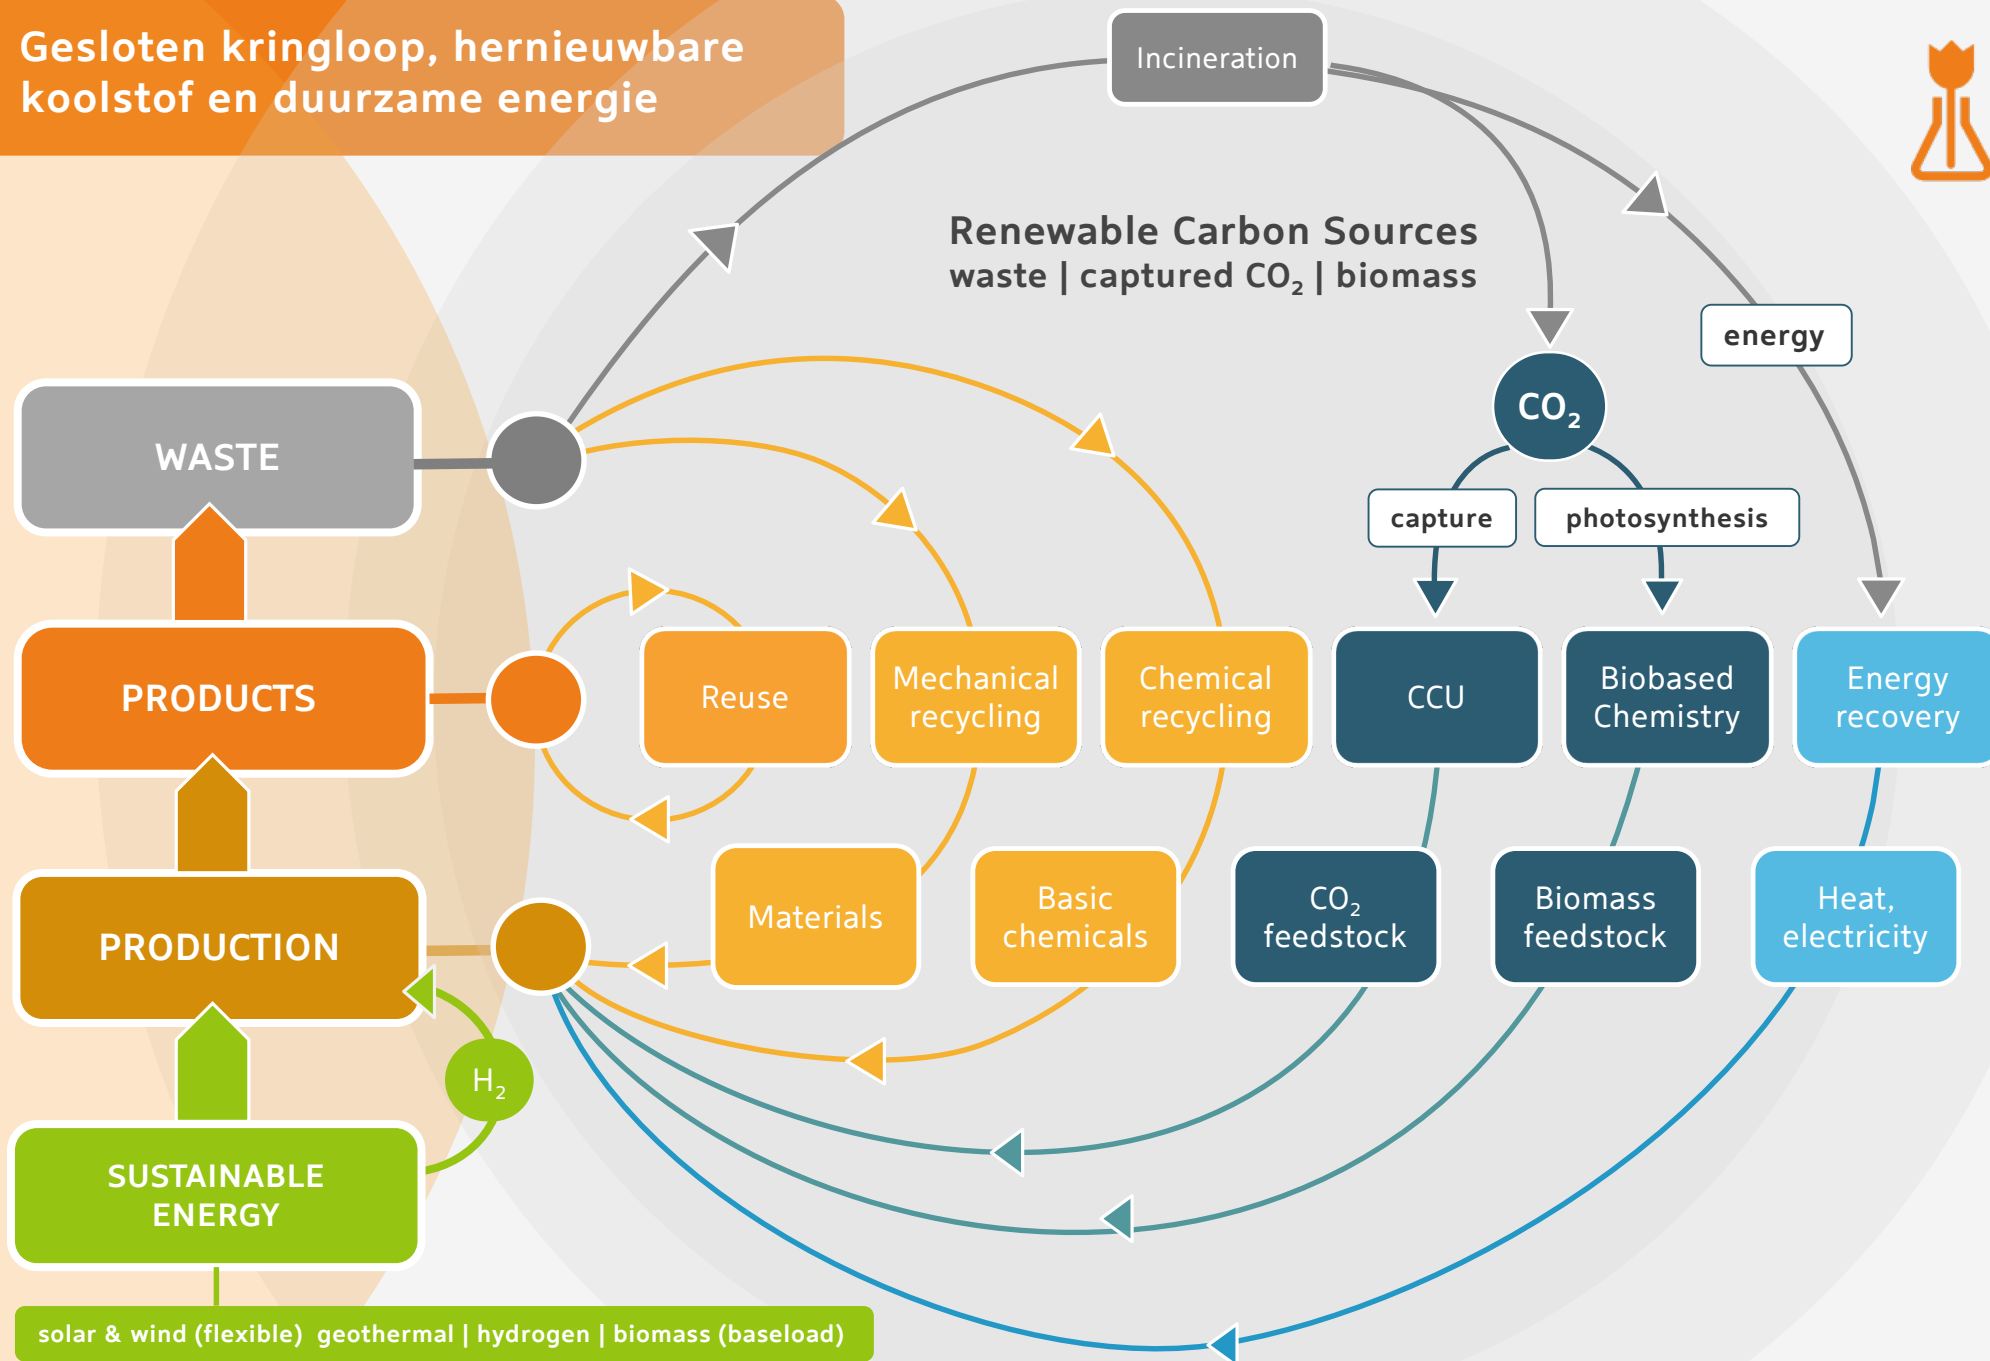 Gesloten kringloop, hernieuwbare
koolstof en duurzame energie
Incineration
Renewable Carbon Sources
waste | captured CO₂ | biomass
energy
CO₂
WASTE
capture
photosynthesis
PRODUCTS
Reuse
Mechanical
recycling
Chemical
recycling
CCU
Biobased
Chemistry
Energy
recovery
PRODUCTION
Materials
Basic
chemicals
CO₂
feedstock
Biomass
feedstock
Heat,
electricity
H₂
SUSTAINABLE
ENERGY
solar & wind (flexible) geothermal | hydrogen | biomass (baseload)